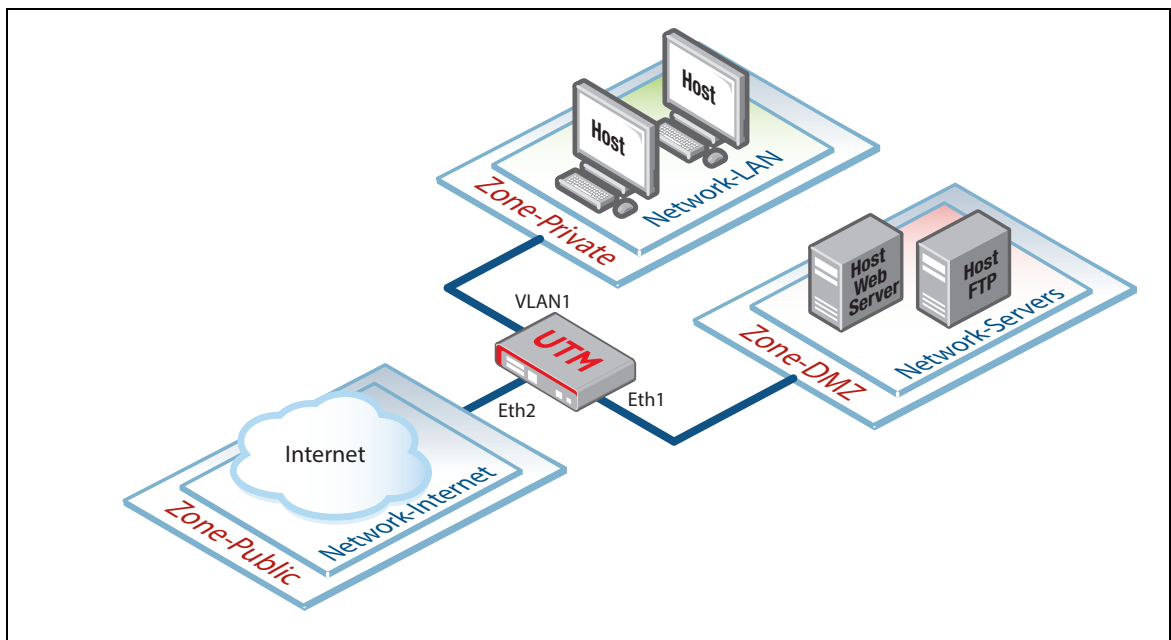 Host
Host
Network-LAN
Zone-Private
Host
Web
Server
Host
FTP
Network-Servers
Zone-DMZ
VLAN1
UTM
Eth2
Eth1
Internet
Network-Internet
Zone-Public